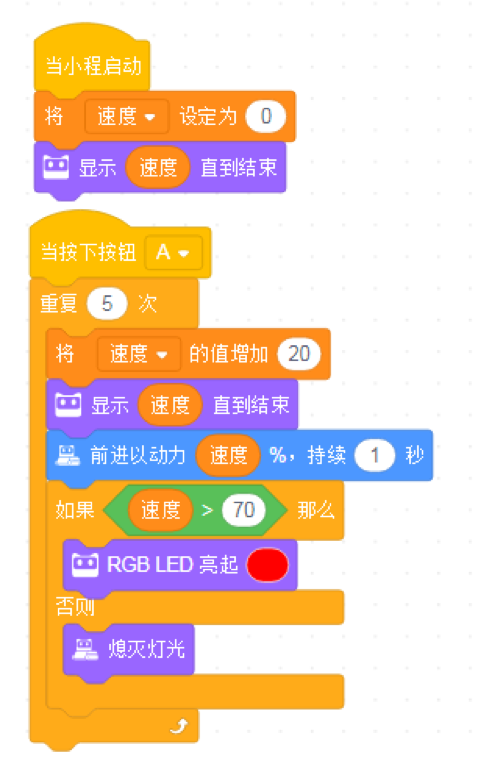 当小程启动
将 速度 设定为 0
显示 速度 直到结束
当按下按钮 A
重复 5 次
将 速度 的值增加 20
显示 速度 直到结束
前进以动力 速度 %，持续 1 秒
如果 速度 > 70 那么
RGB LED 亮起
否则
熄灭灯光